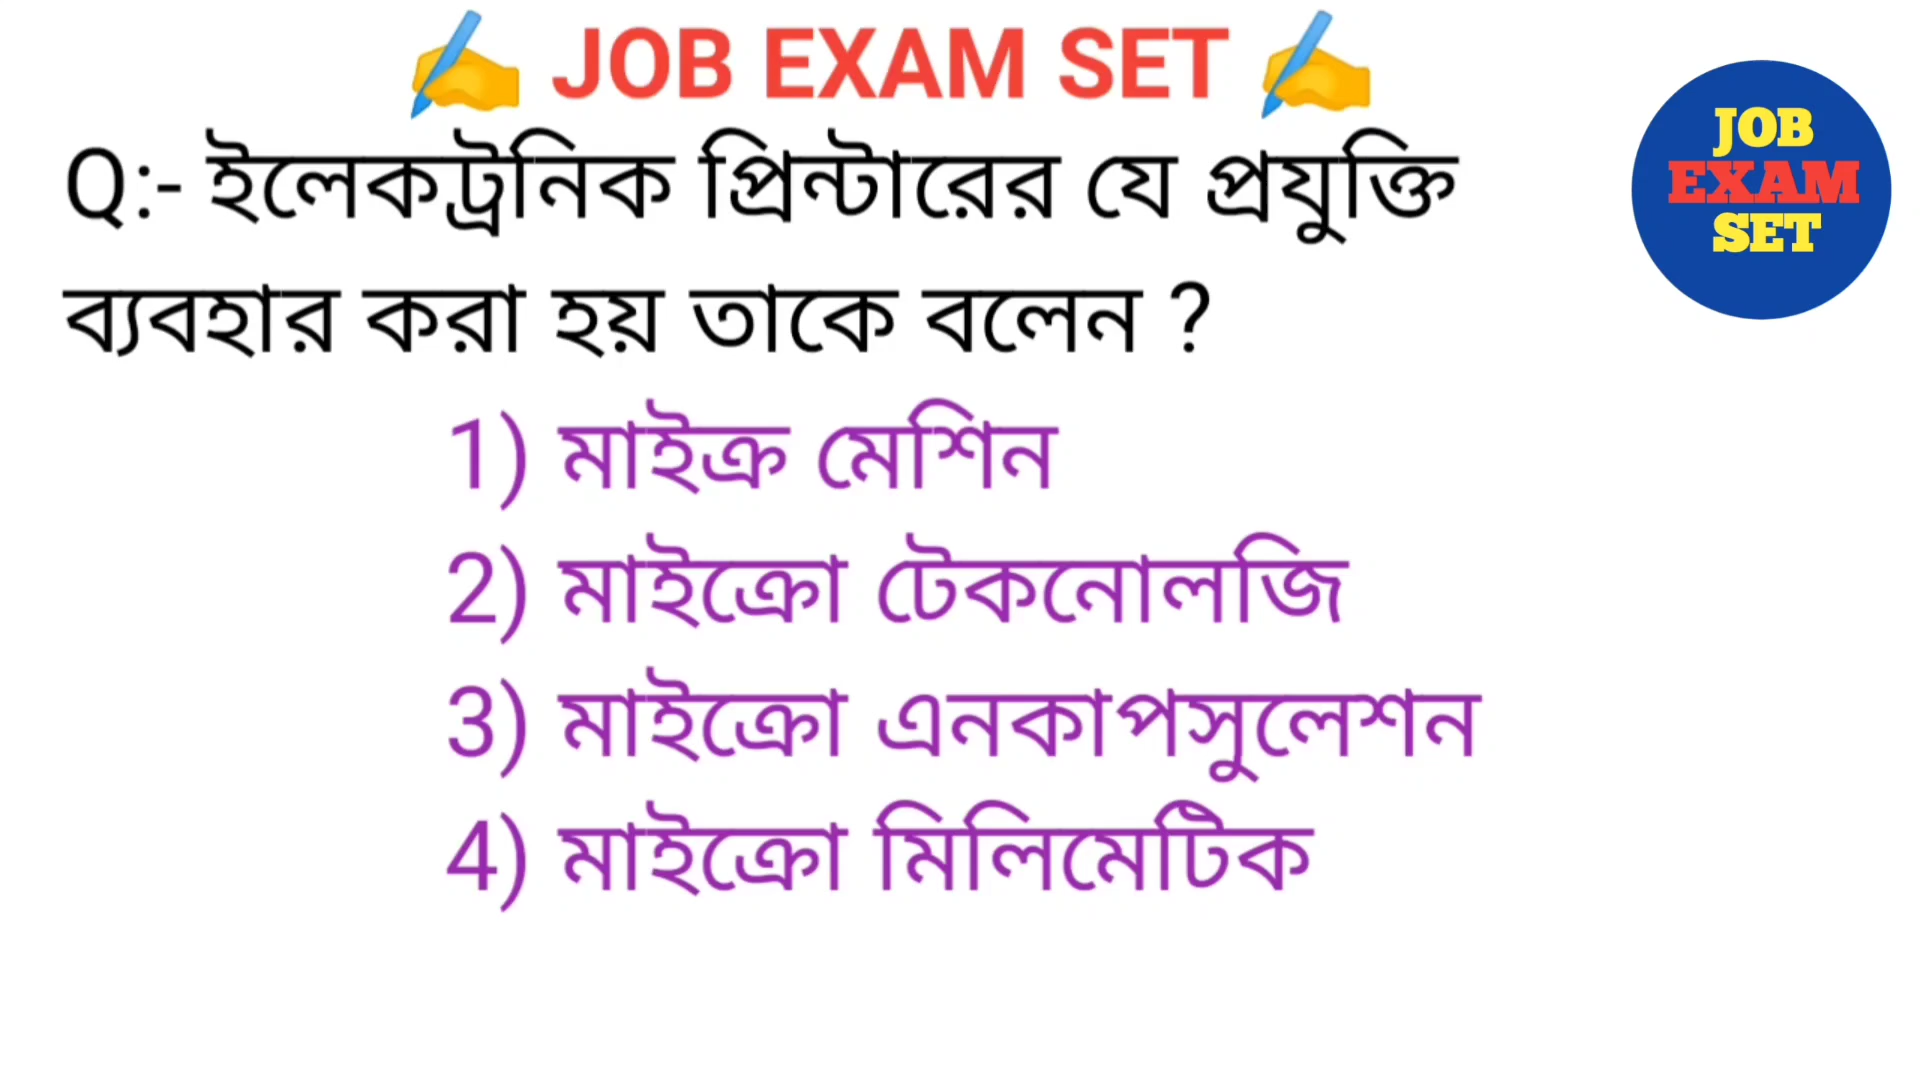 ✍️ JOB EXAM SET ✍️
Q:- ইলেকট্রনিক প্রিন্টারের যে প্রযুক্তি
ব্যবহার করা হয় তাকে বলেন ?
1) মাইক্র মেশিন
2) মাইক্রো টেকনোলজি
3) মাইক্রো এনকাপসুলেশন
4) মাইক্রো মিলিমেটিক
JOB
EXAM
SET